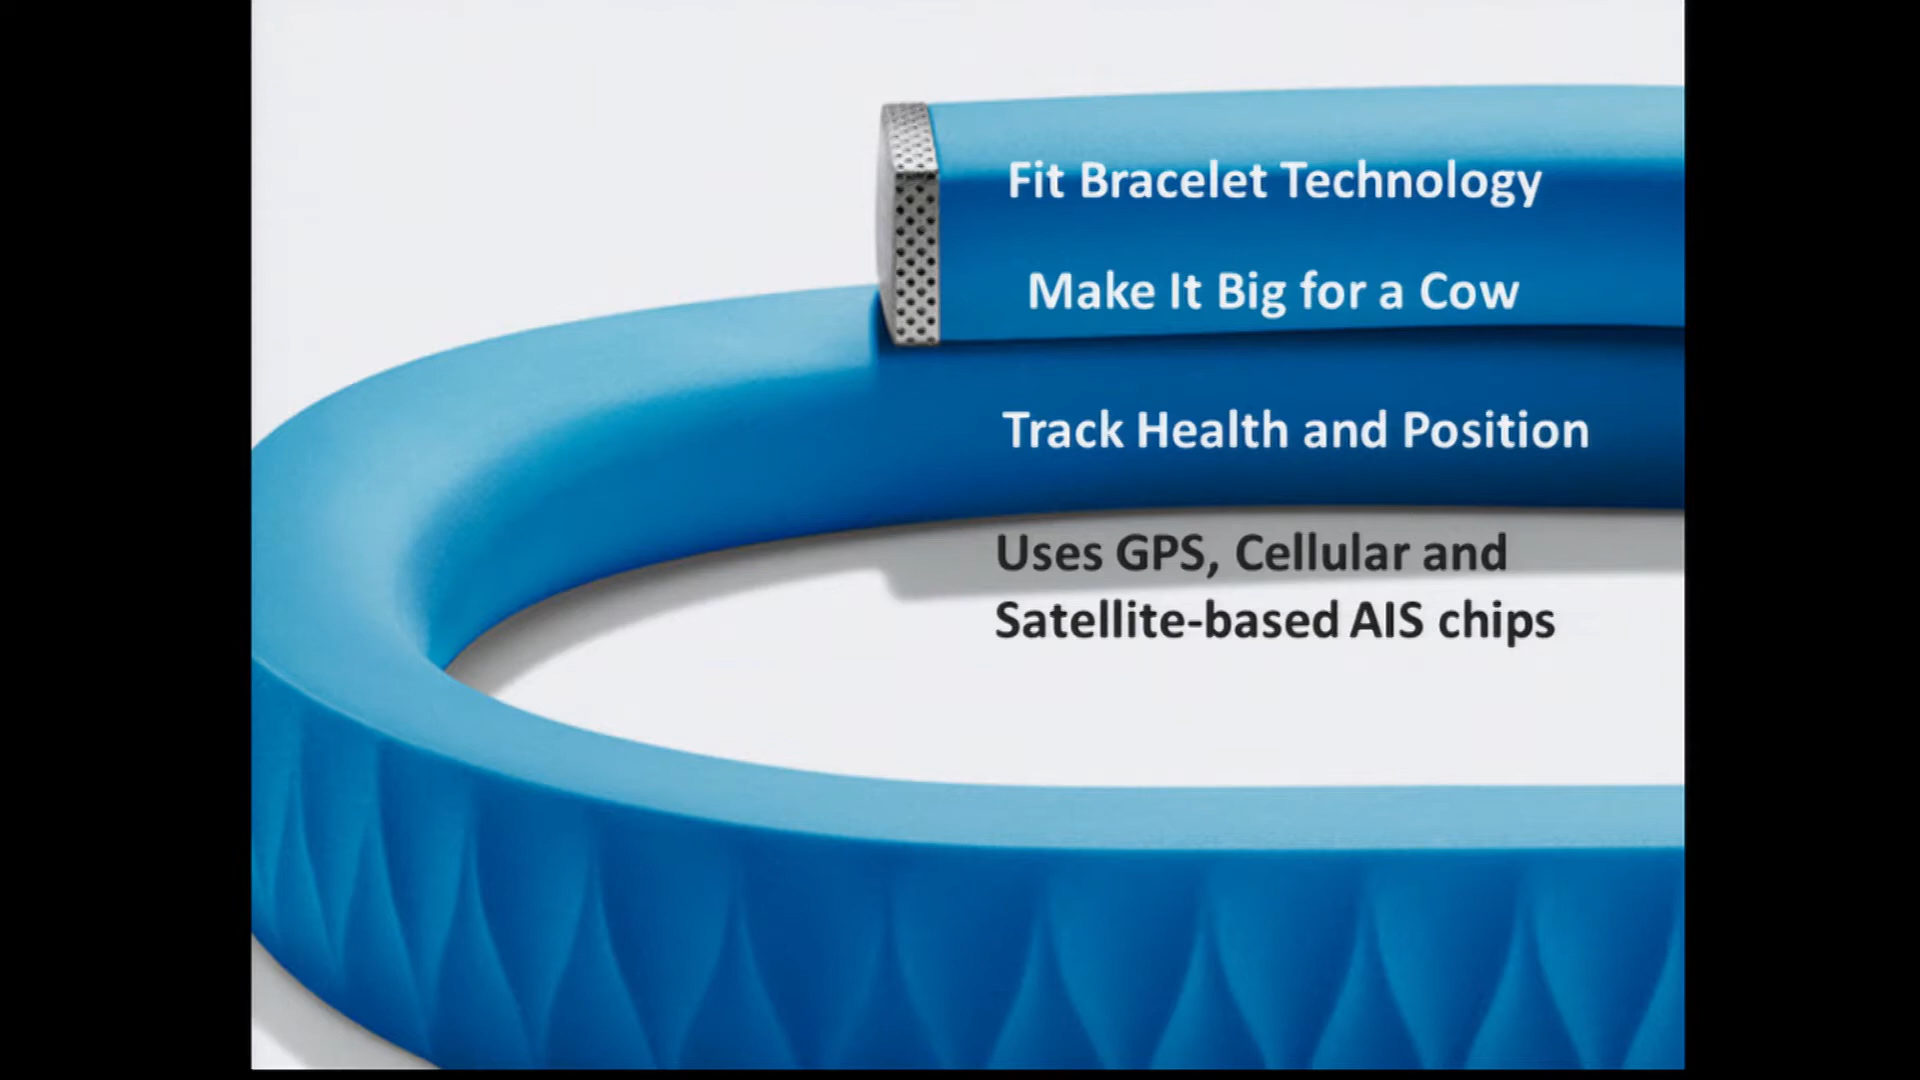 Fit Bracelet Technology
Make It Big for a Cow
Track Health and Position
Uses GPS, Cellular and
Satellite-based AIS chips